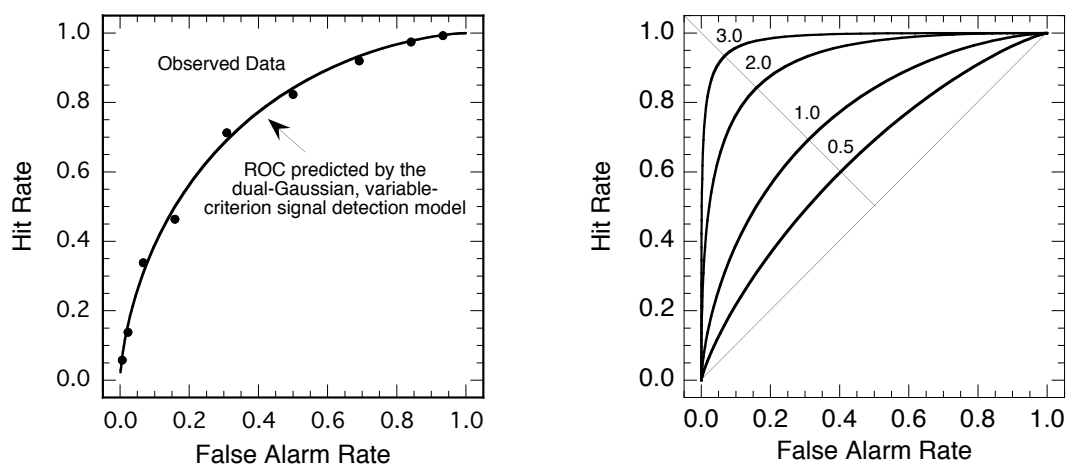 1.0
0.8
0.6
0.4
0.2
0.0
Hit Rate
Observed Data
ROC predicted by the
dual-Gaussian, variable-
criterion signal detection model
0.0 0.2 0.4 0.6 0.8 1.0
False Alarm Rate
1.0
0.8
0.6
0.4
0.2
0.0
Hit Rate
3.0
2.0
1.0
0.5
0.0 0.2 0.4 0.6 0.8 1.0
False Alarm Rate